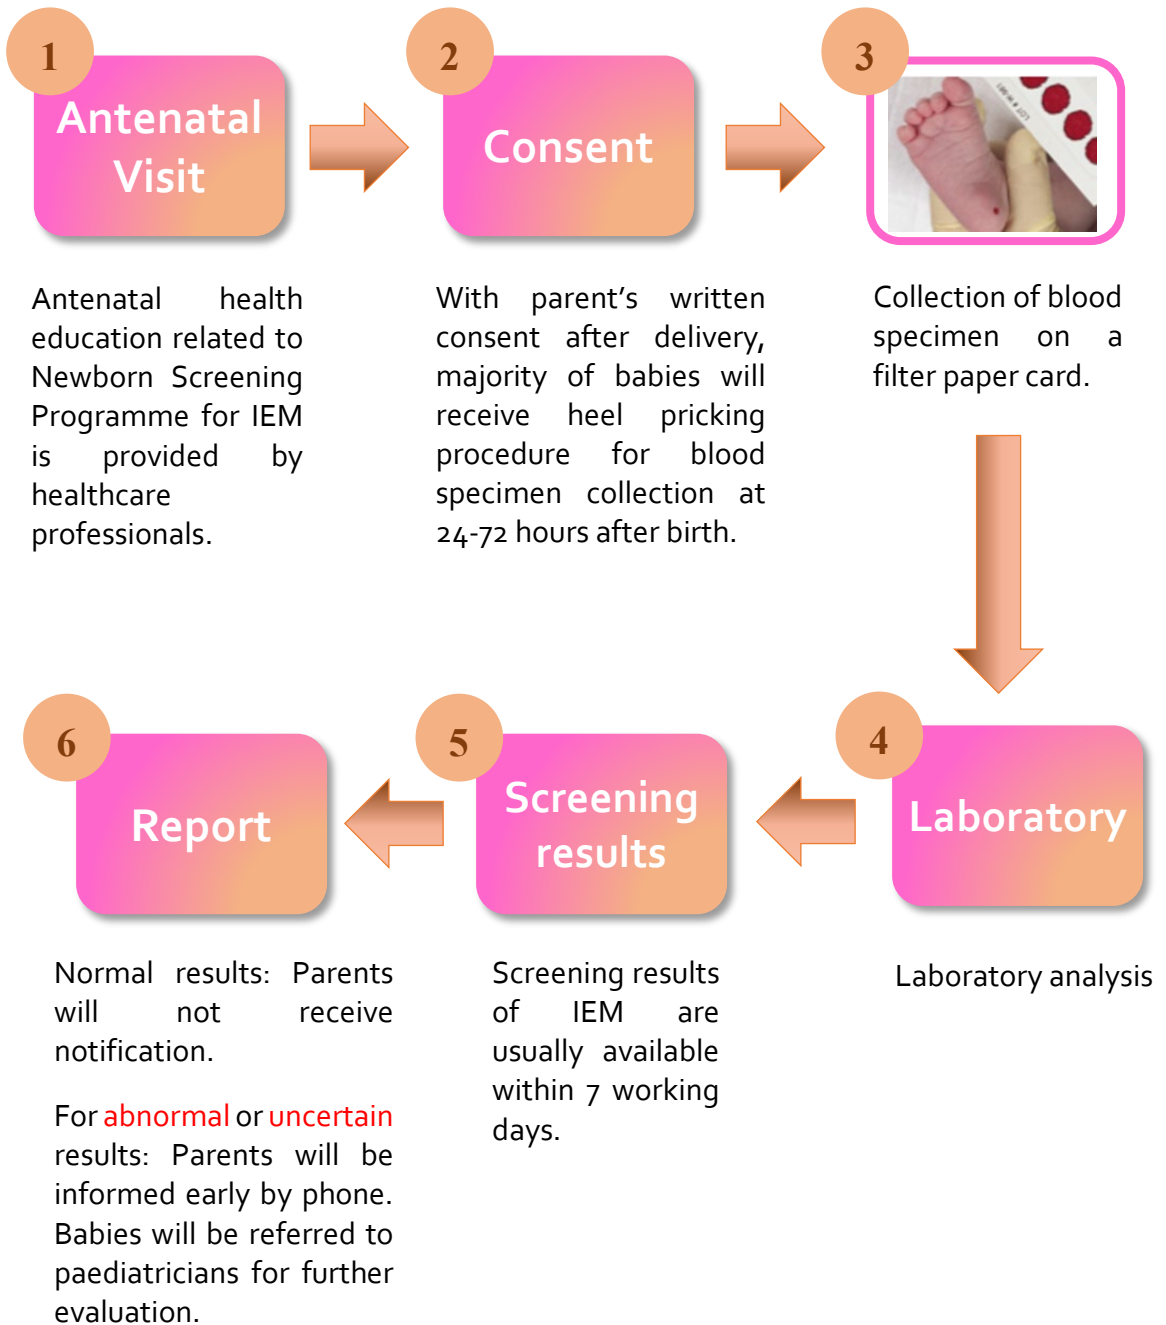 1
Antenatal
Visit
Antenatal health
education related to
Newborn Screening
Programme for IEM
is provided by
healthcare
professionals.
2
Consent
With parent's written
consent after delivery,
majority of babies will
receive heel pricking
procedure for blood
specimen collection at
24-72 hours after birth.
3
Collection of blood
specimen on a
filter paper card.
4
Laboratory
Laboratory analysis
5
Screening
results
Screening results
of IEM are
usually available
within 7 working
days.
6
Report
Normal results: Parents
will not receive
notification.
For abnormal or uncertain
results: Parents will be
informed early by phone.
Babies will be referred to
paediatricians for further
evaluation.